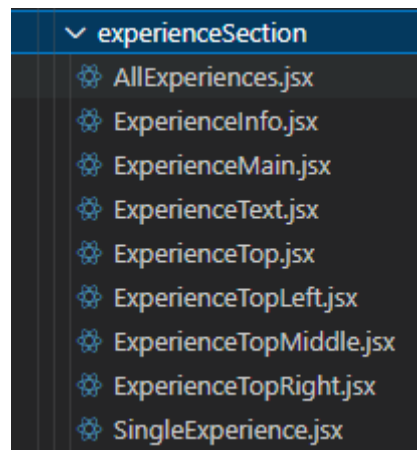 experienceSection
AllExperiences.jsx
ExperienceInfo.jsx
ExperienceMain.jsx
ExperienceText.jsx
ExperienceTop.jsx
ExperienceTopLeft.jsx
ExperienceTopMiddle.jsx
ExperienceTopRight.jsx
SingleExperience.jsx